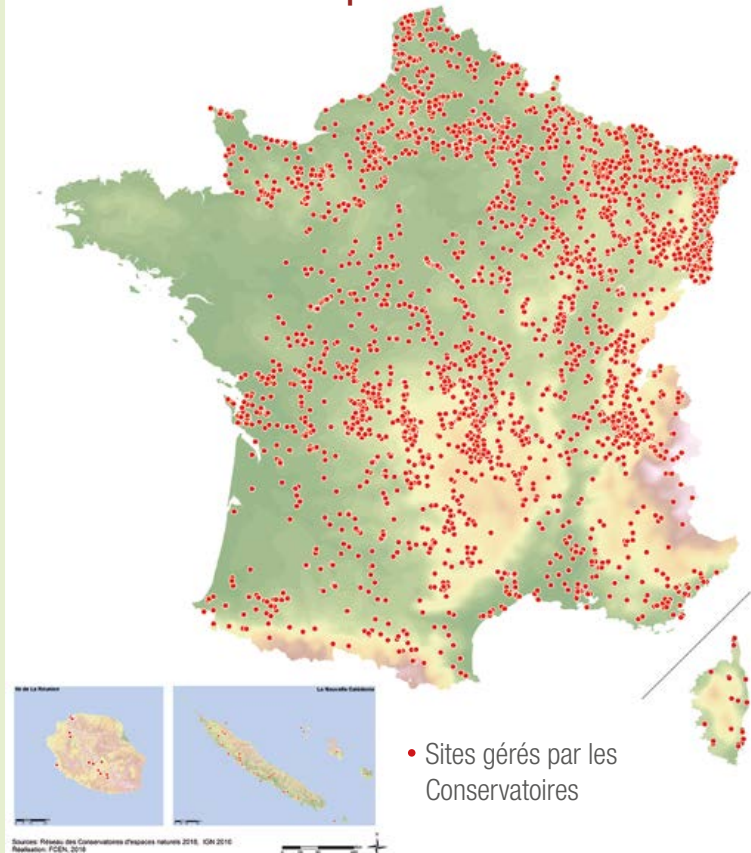 Ile de La Réunion
La Nouvelle Calédonie
• Sites gérés par les
Conservatoires
Sources: Réseau des Conservatoires d'espaces naturels 2018, IGN 2016
Réalisation: FCEN, 2018